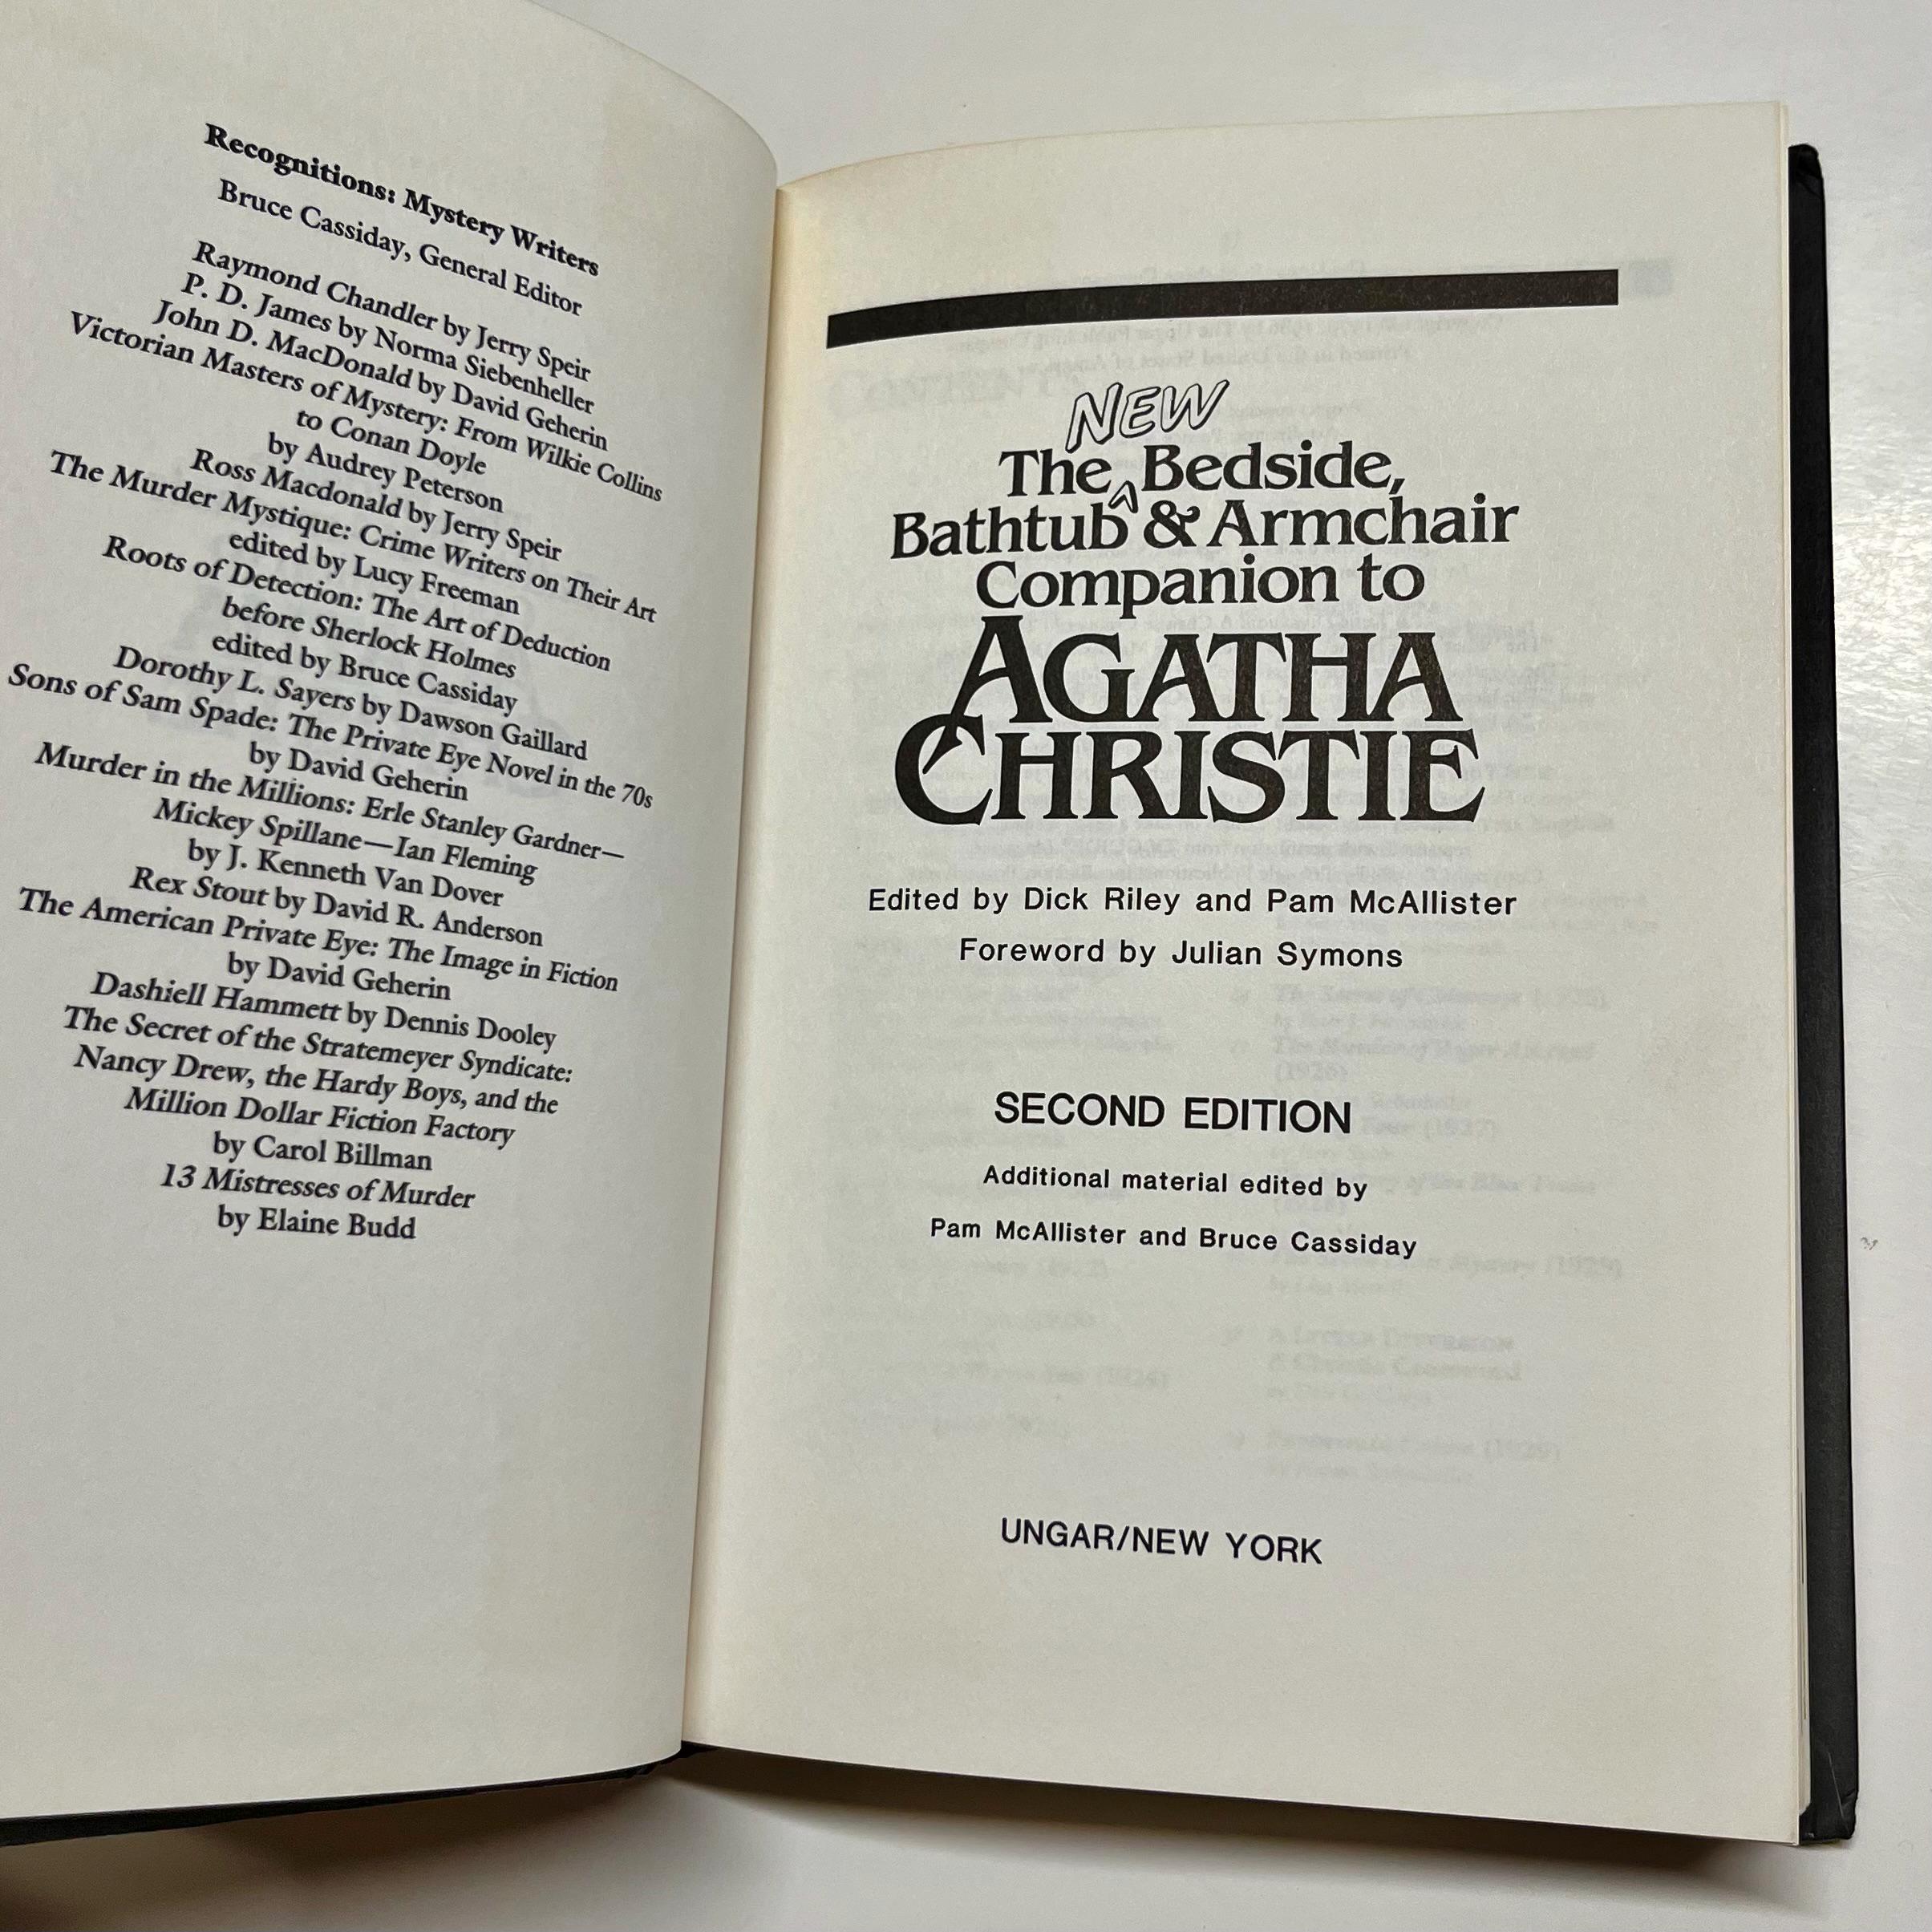 Recognitions: Mystery Writers
Bruce Cassiday, General Editor
Raymond Chandler by Jerry Speir
P. D. James by Norma Siebenheller
John D. MacDonald by David Geherin
Victorian Masters of Mystery: From Wilkie Collins
to Conan Doyle
by Audrey Peterson
Ross Macdonald by Jerry Speir
The Murder Mystique: Crime Writers on Their Art
edited by Lucy Freeman
Roots of Detection: The Art of Deduction
before Sherlock Holmes
edited by Bruce Cassiday
Dorothy L. Sayers by Dawson Gaillard
Sons of Sam Spade: The Private Eye Novel in the 70s
by David Geherin
Murder in the Millions: Erle Stanley Gardner—
Mickey Spillane—Ian Fleming
by J. Kenneth Van Dover
Rex Stout by David R. Anderson
The American Private Eye: The Image in Fiction
by David Geherin
Dashiell Hammett by Dennis Dooley
The Secret of the Stratemeyer Syndicate:
Nancy Drew, the Hardy Boys, and the
Million Dollar Fiction Factory
by Carol Billman
13 Mistresses of Murder
by Elaine Budd
NEW
The Bedside,
Bathtub & Armchair
Companion to
AGATHA
CHRISTIE
Edited by Dick Riley and Pam McAllister
Foreword by Julian Symons
SECOND EDITION
Additional material edited by
Pam McAllister and Bruce Cassiday
UNGAR/NEW YORK